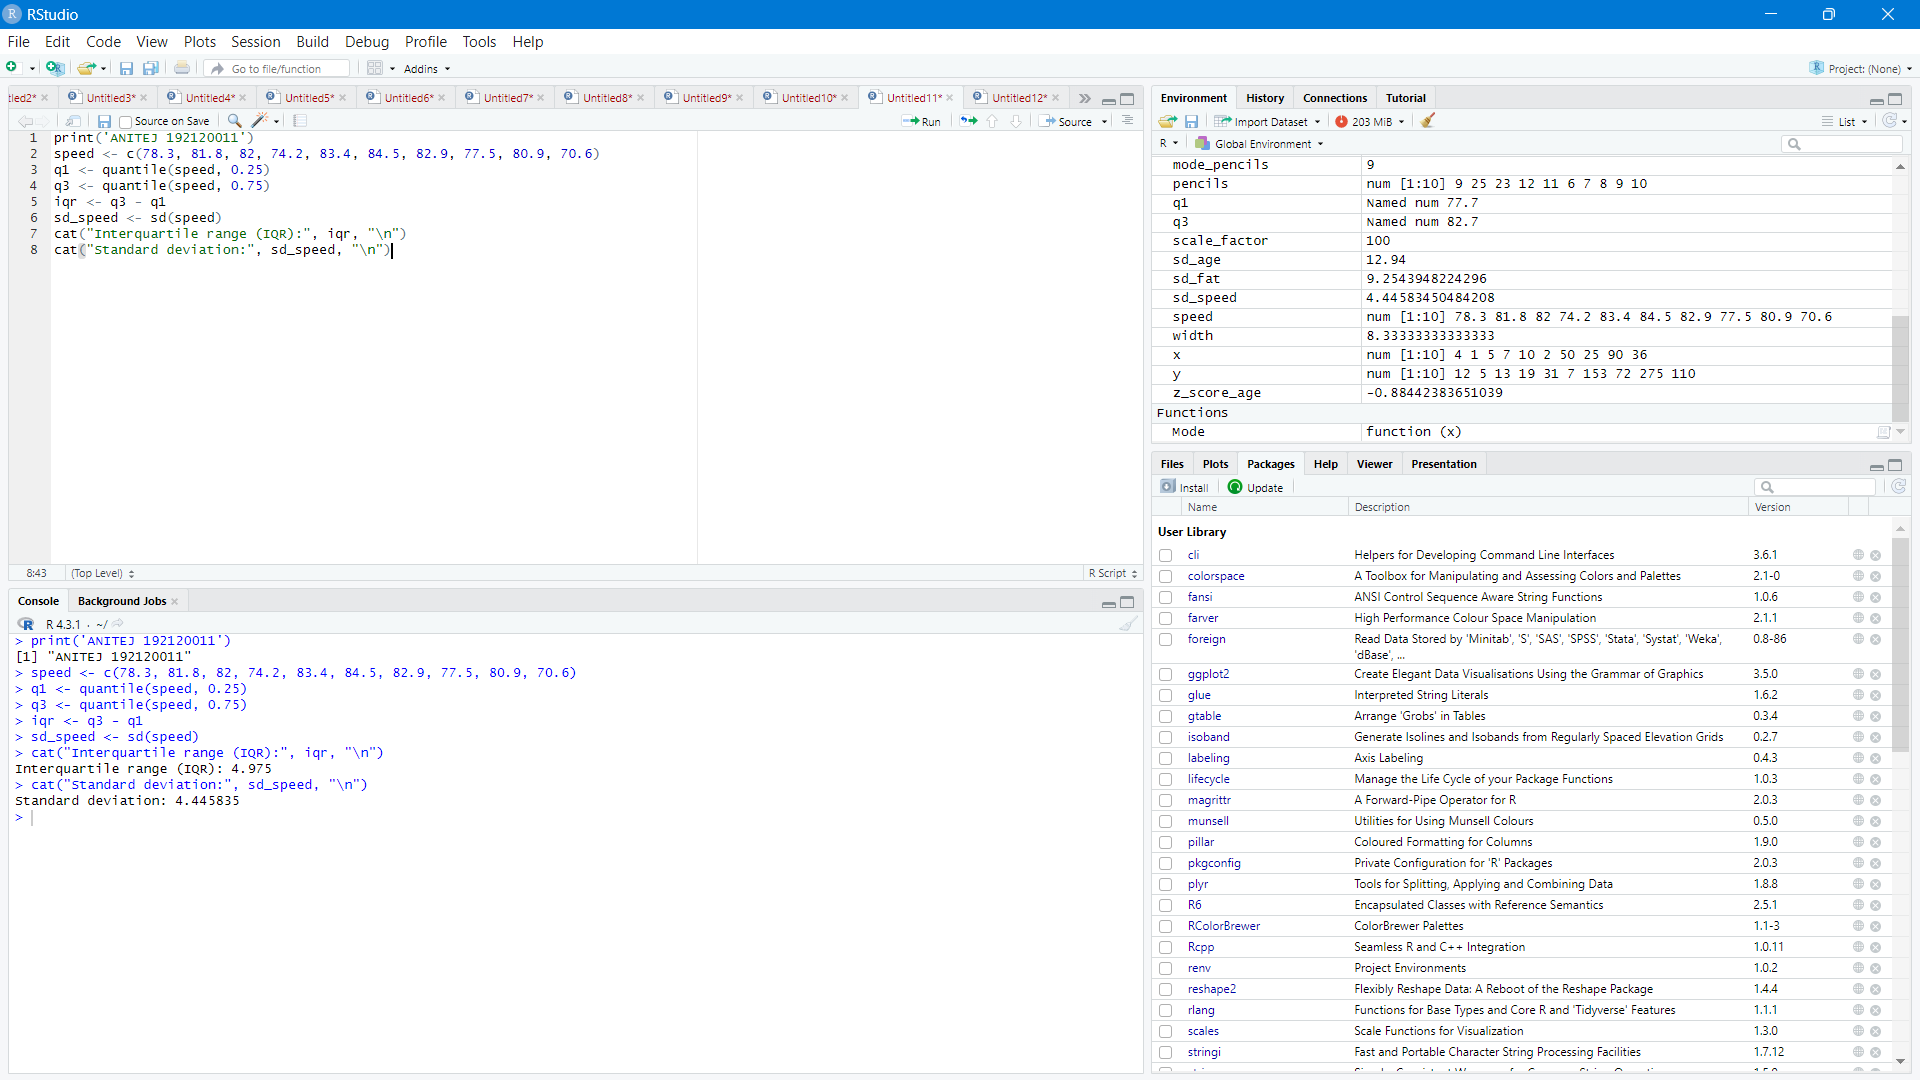 RStudio
File Edit Code View Plots Session Build Debug Profile Tools Help
Go to file/function Addins Project: (None)
tled2* Untitled3* Untitled4* Untitled5* Untitled6* Untitled7* Untitled8* Untitled9* Untitled10* Untitled11* Untitled12*
Source on Save Run Source
1 print('ANITEJ 192120011')
2 speed <- c(78.3, 81.8, 82, 74.2, 83.4, 84.5, 82.9, 77.5, 80.9, 70.6)
3 q1 <- quantile(speed, 0.25)
4 q3 <- quantile(speed, 0.75)
5 iqr <- q3 - q1
6 sd_speed <- sd(speed)
7 cat("Interquartile range (IQR):", iqr, "\n")
8 cat("Standard deviation:", sd_speed, "\n")
8:43 (Top Level) R Script
Console Background Jobs
R 4.3.1 · ~/
> print('ANITEJ 192120011')
[1] "ANITEJ 192120011"
> speed <- c(78.3, 81.8, 82, 74.2, 83.4, 84.5, 82.9, 77.5, 80.9, 70.6)
> q1 <- quantile(speed, 0.25)
> q3 <- quantile(speed, 0.75)
> iqr <- q3 - q1
> sd_speed <- sd(speed)
> cat("Interquartile range (IQR):", iqr, "\n")
Interquartile range (IQR): 4.975
> cat("Standard deviation:", sd_speed, "\n")
Standard deviation: 4.445835
>
Environment History Connections Tutorial
Import Dataset 203 MiB List
R Global Environment
mode_pencils 9
pencils num [1:10] 9 25 23 12 11 6 7 8 9 10
q1 Named num 77.7
q3 Named num 82.7
scale_factor 100
sd_age 12.94
sd_fat 9.2543948224296
sd_speed 4.44583450484208
speed num [1:10] 78.3 81.8 82 74.2 83.4 84.5 82.9 77.5 80.9 70.6
width 8.33333333333333
x num [1:10] 4 1 5 7 10 2 50 25 90 36
y num [1:10] 12 5 13 19 31 7 153 72 275 110
z_score_age -0.88442383651039
Functions
Mode function (x)
Files Plots Packages Help Viewer Presentation
Install Update
Name Description Version
User Library
cli Helpers for Developing Command Line Interfaces 3.6.1
colorspace A Toolbox for Manipulating and Assessing Colors and Palettes 2.1-0
fansi ANSI Control Sequence Aware String Functions 1.0.6
farver High Performance Colour Space Manipulation 2.1.1
foreign Read Data Stored by 'Minitab', 'S', 'SAS', 'SPSS', 'Stata', 'Systat', 'Weka', 0.8-86
'dBase', ...
ggplot2 Create Elegant Data Visualisations Using the Grammar of Graphics 3.5.0
glue Interpreted String Literals 1.6.2
gtable Arrange 'Grobs' in Tables 0.3.4
isoband Generate Isolines and Isobands from Regularly Spaced Elevation Grids 0.2.7
labeling Axis Labeling 0.4.3
lifecycle Manage the Life Cycle of your Package Functions 1.0.3
magrittr A Forward-Pipe Operator for R 2.0.3
munsell Utilities for Using Munsell Colours 0.5.0
pillar Coloured Formatting for Columns 1.9.0
pkgconfig Private Configuration for 'R' Packages 2.0.3
plyr Tools for Splitting, Applying and Combining Data 1.8.8
R6 Encapsulated Classes with Reference Semantics 2.5.1
RColorBrewer ColorBrewer Palettes 1.1-3
Rcpp Seamless R and C++ Integration 1.0.11
renv Project Environments 1.0.2
reshape2 Flexibly Reshape Data: A Reboot of the Reshape Package 1.4.4
rlang Functions for Base Types and Core R and 'Tidyverse' Features 1.1.1
scales Scale Functions for Visualization 1.3.0
stringi Fast and Portable Character String Processing Facilities 1.7.12